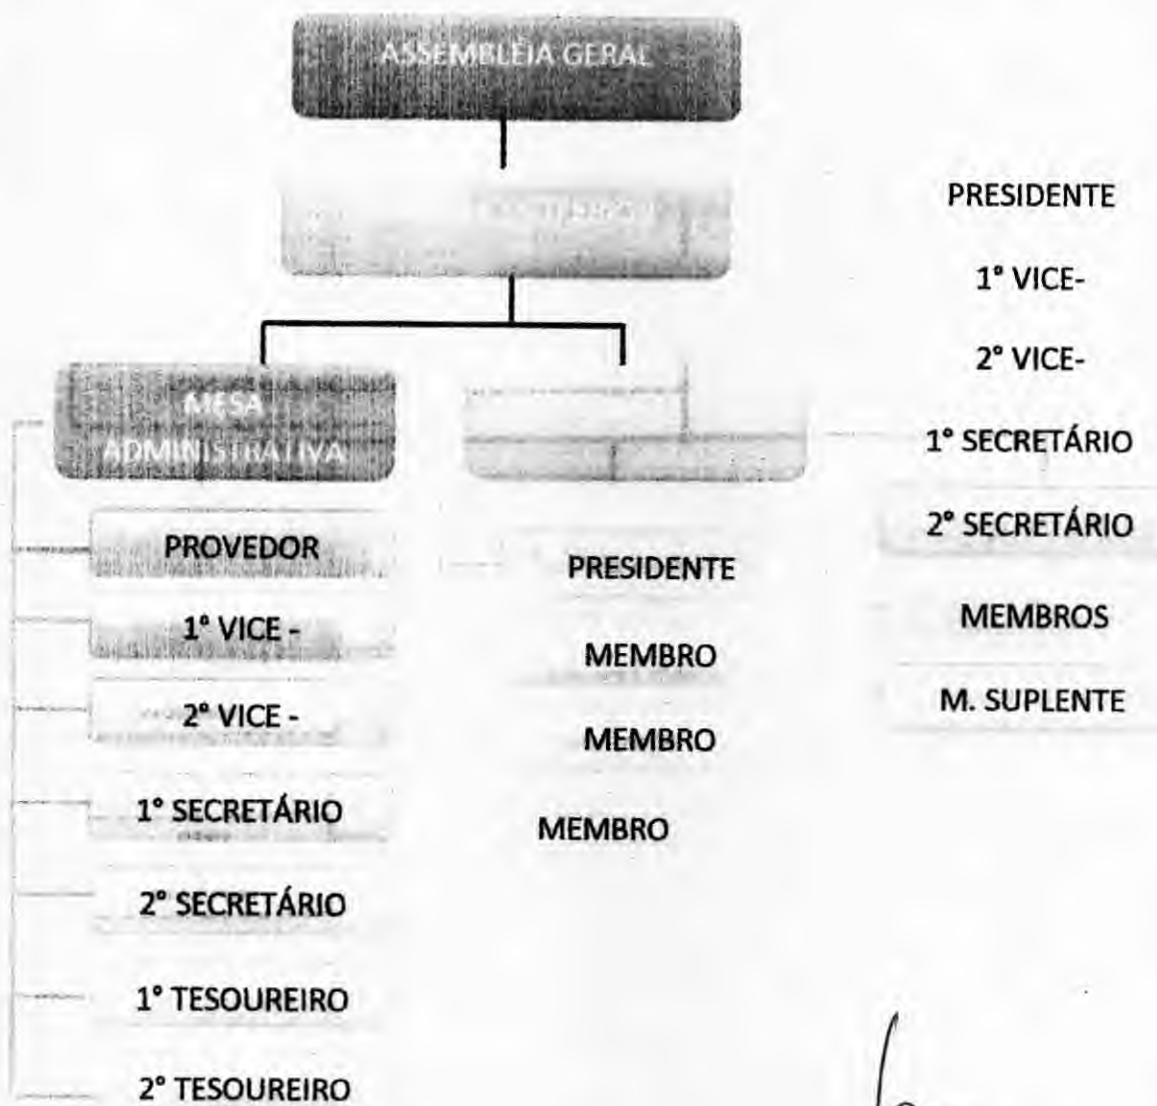 ASSEMBLÉIA GERAL
MESA
ADMINISTRATIVA
PROVEDOR
1° VICE -
2° VICE -
1° SECRETÁRIO
2° SECRETÁRIO
1° TESOUREIRO
2° TESOUREIRO
PRESIDENTE
MEMBRO
MEMBRO
MEMBRO
PRESIDENTE
1° VICE-
2° VICE-
1° SECRETÁRIO
2° SECRETÁRIO
MEMBROS
M. SUPLENTE